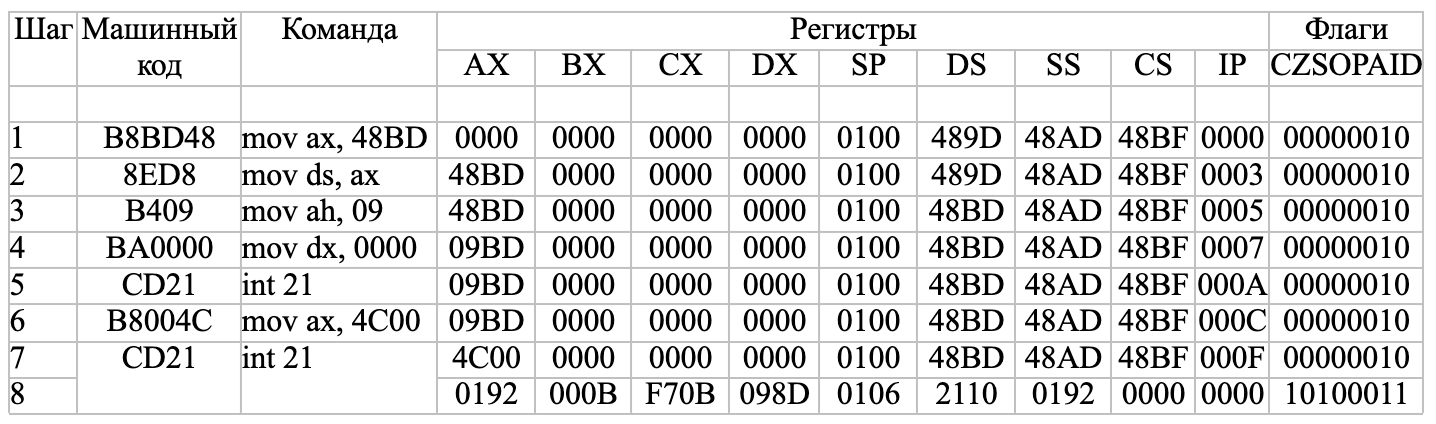 Шаг Машинный код Команда Регистры Флаги
AX BX CX DX SP DS SS CS IP CZSOPAID
1 B8BD48 mov ax, 48BD 0000 0000 0000 0000 0100 489D 48AD 48BF 0000 00000010
2 8ED8 mov ds, ax 48BD 0000 0000 0000 0100 489D 48AD 48BF 0003 00000010
3 B409 mov ah, 09 48BD 0000 0000 0000 0100 48BD 48AD 48BF 0005 00000010
4 BA0000 mov dx, 0000 09BD 0000 0000 0000 0100 48BD 48AD 48BF 0007 00000010
5 CD21 int 21 09BD 0000 0000 0000 0100 48BD 48AD 48BF 000A 00000010
6 B8004C mov ax, 4C00 09BD 0000 0000 0000 0100 48BD 48AD 48BF 000C 00000010
7 CD21 int 21 4C00 0000 0000 0000 0100 48BD 48AD 48BF 000F 00000010
8 0192 000B F70B 098D 0106 2110 0192 0000 0000 10100011